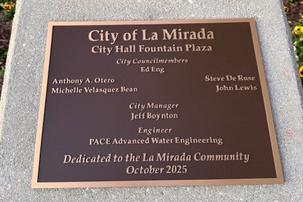 City of La Mirada
City Hall Fountain Plaza
City Councilmembers
Ed Eng
Anthony A. Otero Steve De Ruse
Michelle Velasquez Bean John Lewis
City Manager
Jeff Boynton
Engineer
PACE Advanced Water Engineering
Dedicated to the La Mirada Community
October 2025